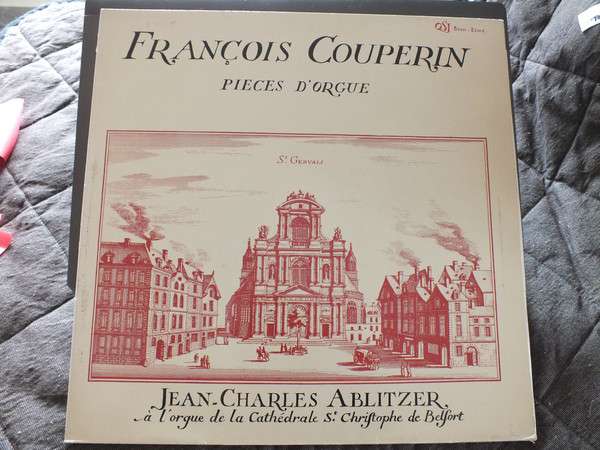 FRANÇOIS COUPERIN
PIECES D'ORGUE
Sᵗ GERVAIS
JEAN-CHARLES ABLITZER
à l'orgue de la Cathédrale Sᵗ Christophe de Belfort